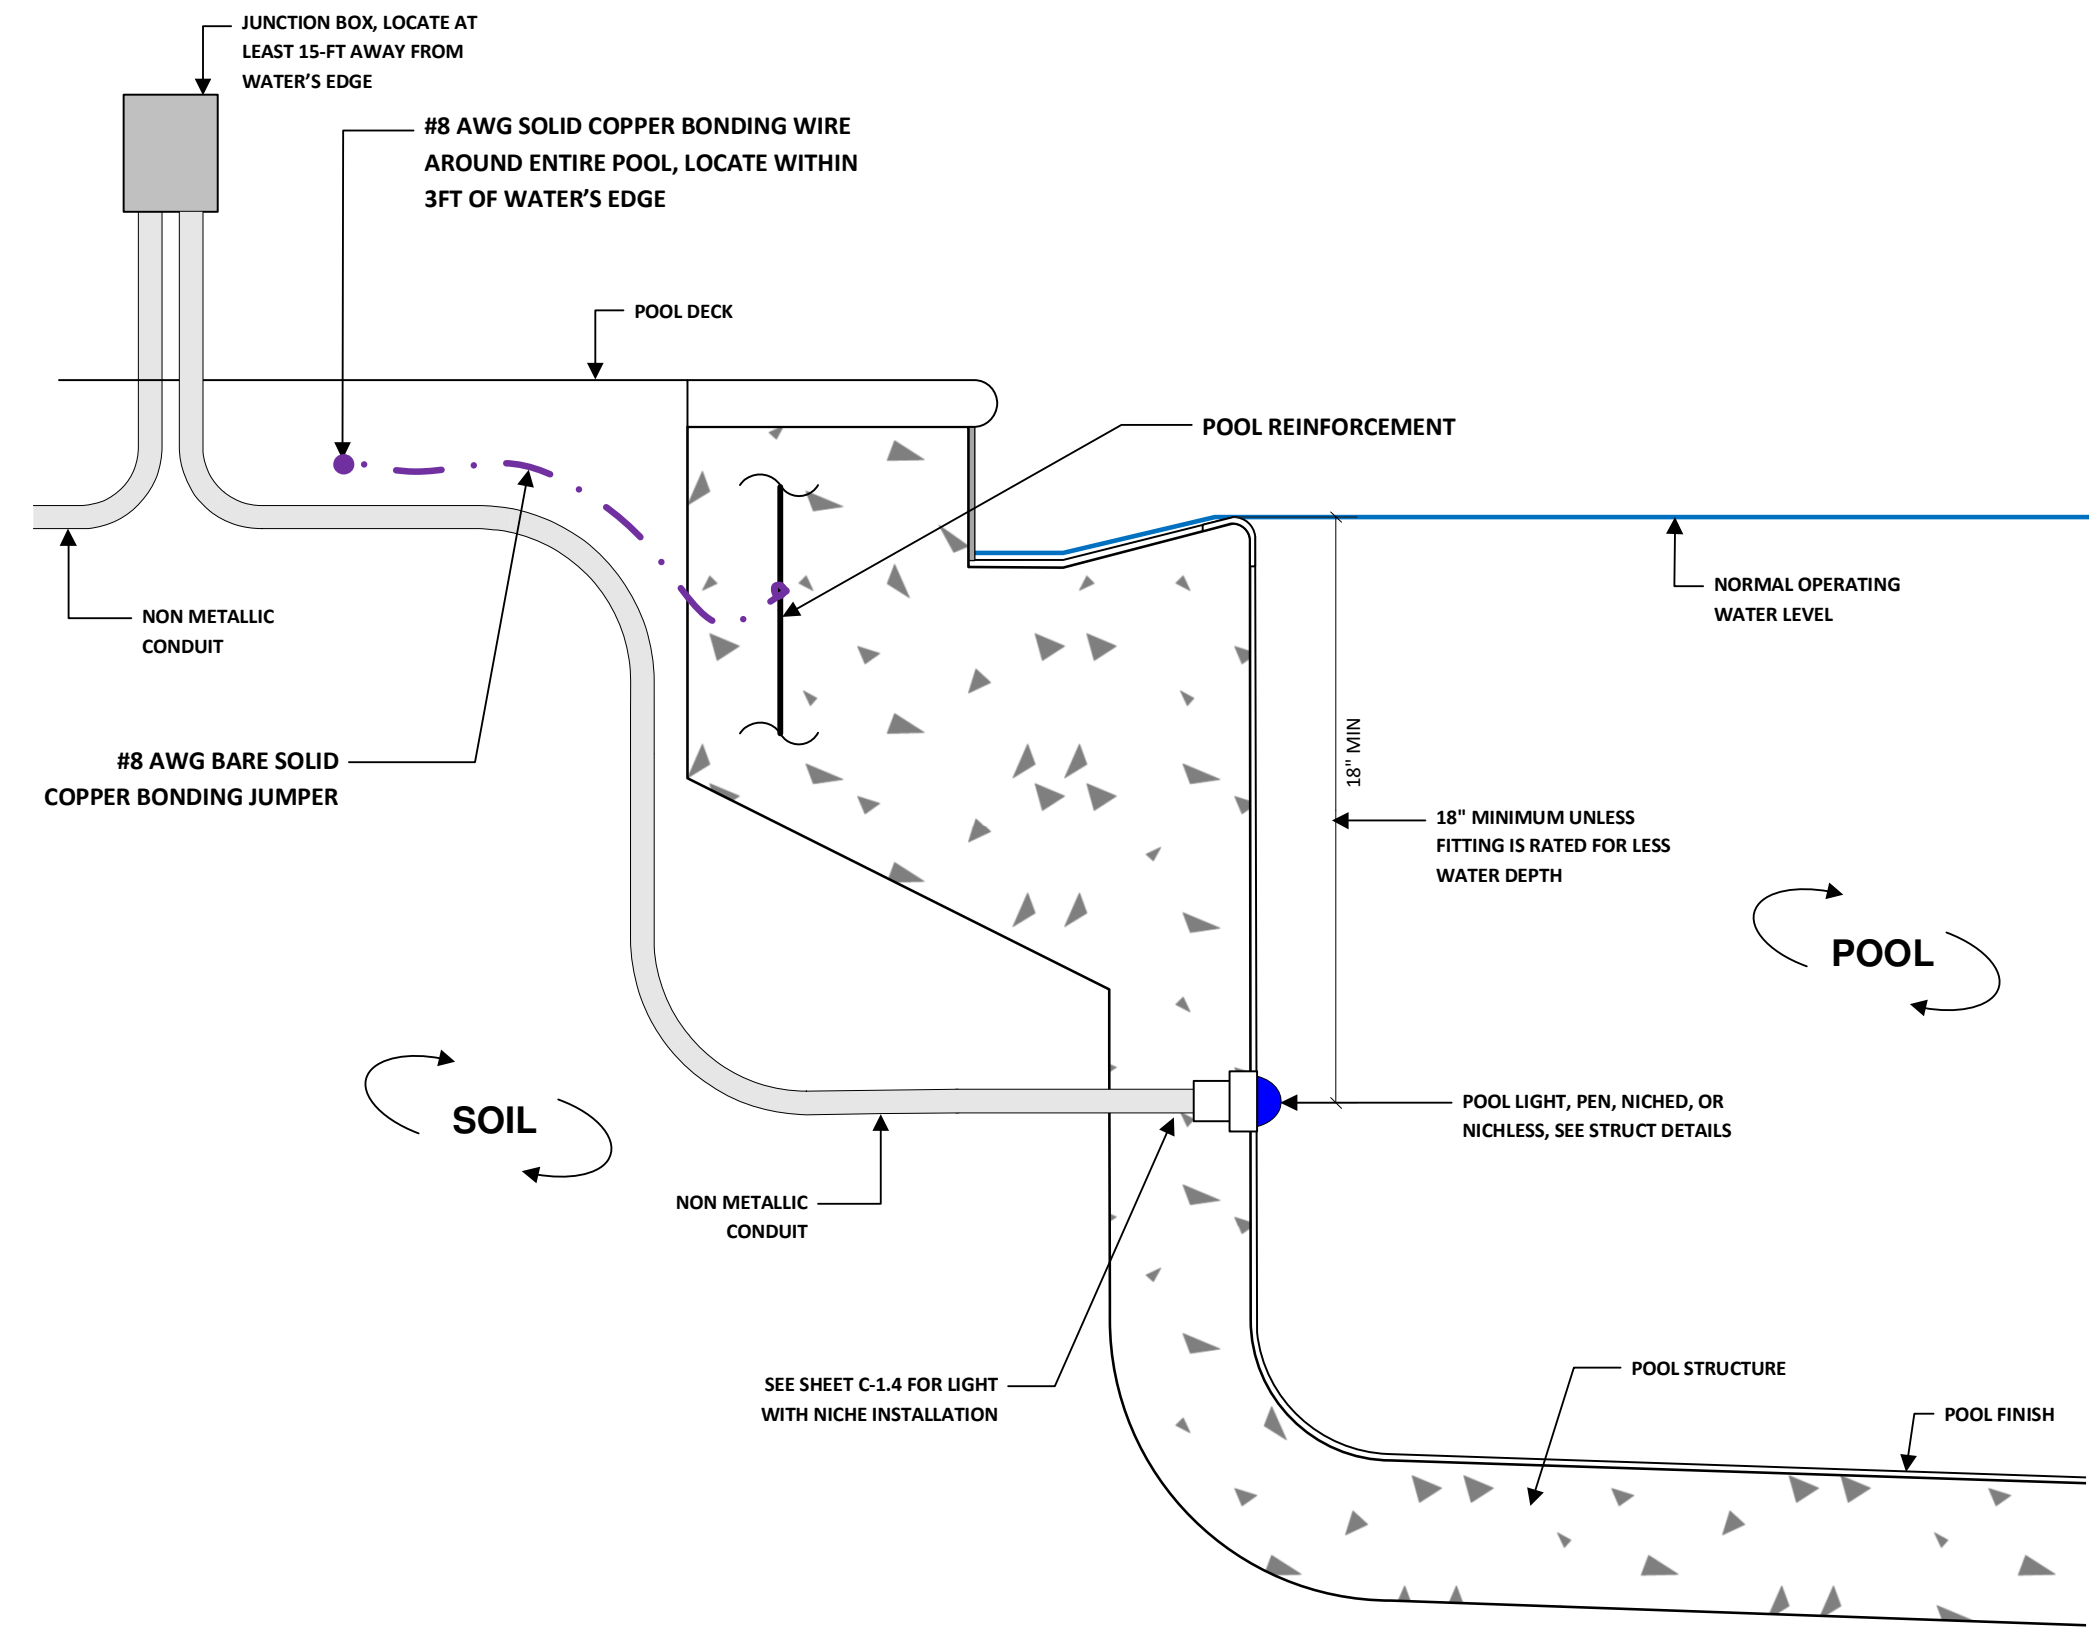 JUNCTION BOX, LOCATE AT
LEAST 15-FT AWAY FROM
WATER’S EDGE
#8 AWG SOLID COPPER BONDING WIRE
AROUND ENTIRE POOL, LOCATE WITHIN
3FT OF WATER’S EDGE
POOL DECK
POOL REINFORCEMENT
NORMAL OPERATING
WATER LEVEL
NON METALLIC
CONDUIT
#8 AWG BARE SOLID
COPPER BONDING JUMPER
18" MIN
18" MINIMUM UNLESS
FITTING IS RATED FOR LESS
WATER DEPTH
POOL
SOIL
POOL LIGHT, PEN, NICHED, OR
NICHLESS, SEE STRUCT DETAILS
NON METALLIC
CONDUIT
SEE SHEET C-1.4 FOR LIGHT
WITH NICHE INSTALLATION
POOL STRUCTURE
POOL FINISH